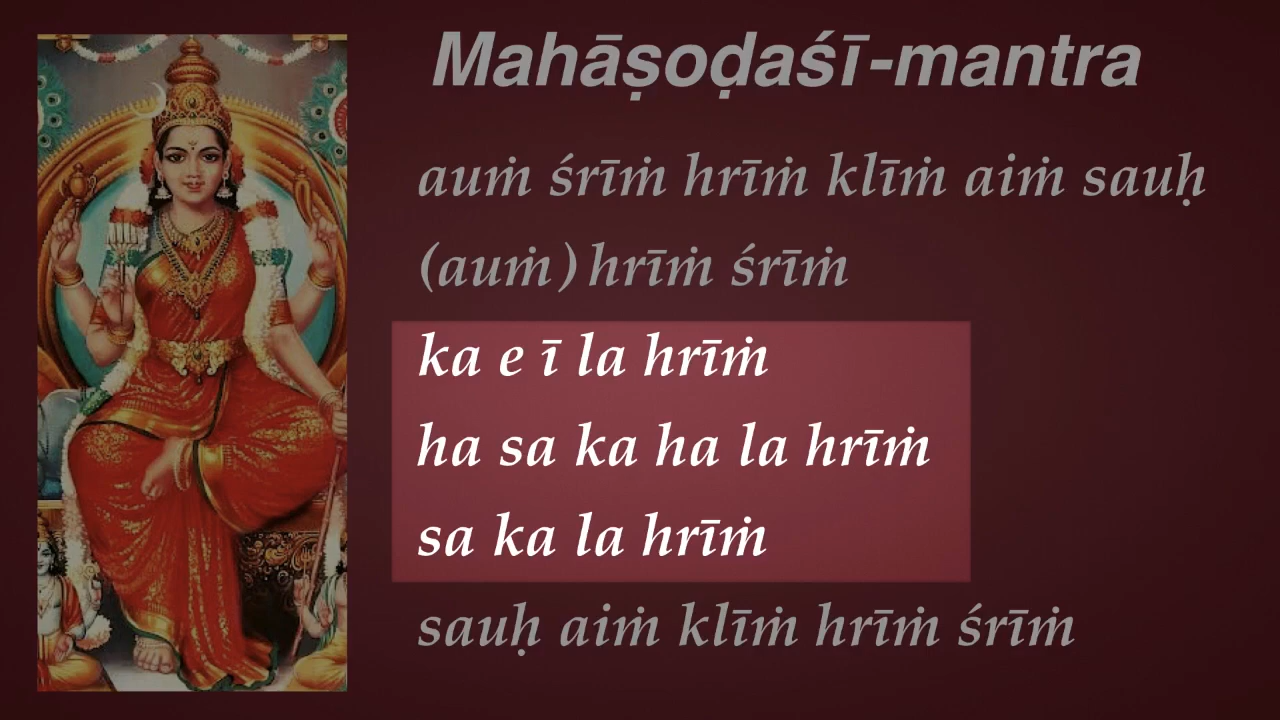 Mahāṣoḍaśī-mantra
auṁ śrīṁ hrīṁ klīṁ aiṁ sauḥ
(auṁ) hrīṁ śrīṁ
ka e ī la hrīṁ
ha sa ka ha la hrīṁ
sa ka la hrīṁ
sauḥ aiṁ klīṁ hrīṁ śrīṁ